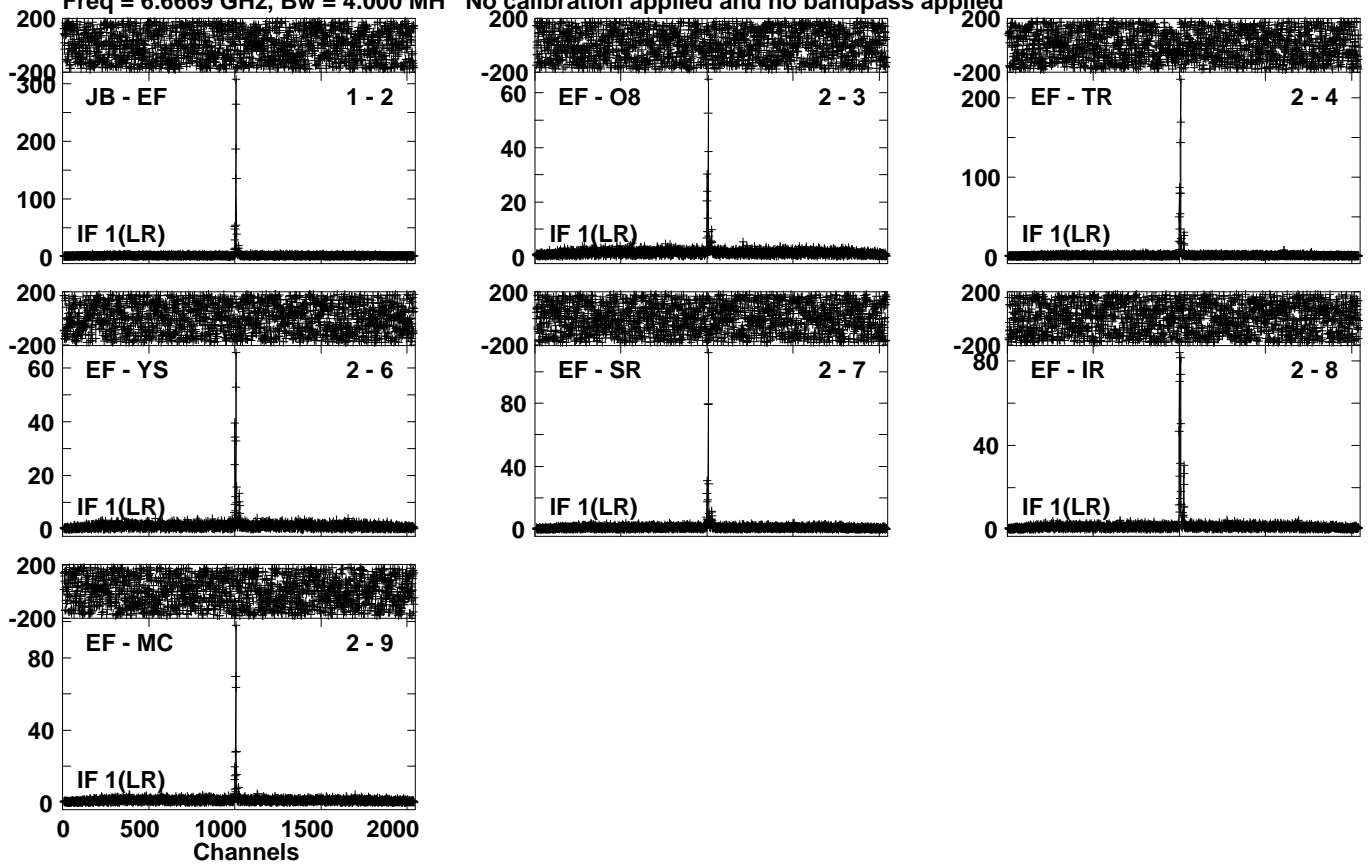 Freq = 6.6669 GHz, Bw = 4.000 MH No calibration applied and no bandpass applied
200
-200
300
200
100
0
JB - EF 1 - 2
IF 1(LR)
200
-200
60
40
20
0
EF - O8 2 - 3
IF 1(LR)
200
-200
200
100
0
EF - TR 2 - 4
IF 1(LR)
200
-200
60
40
20
0
EF - YS 2 - 6
IF 1(LR)
200
-200
80
40
0
EF - SR 2 - 7
IF 1(LR)
200
-200
80
40
20
0
EF - IR 2 - 8
IF 1(LR)
200
-200
80
40
0
EF - MC 2 - 9
IF 1(LR)
0 500 1000 1500 2000
Channels